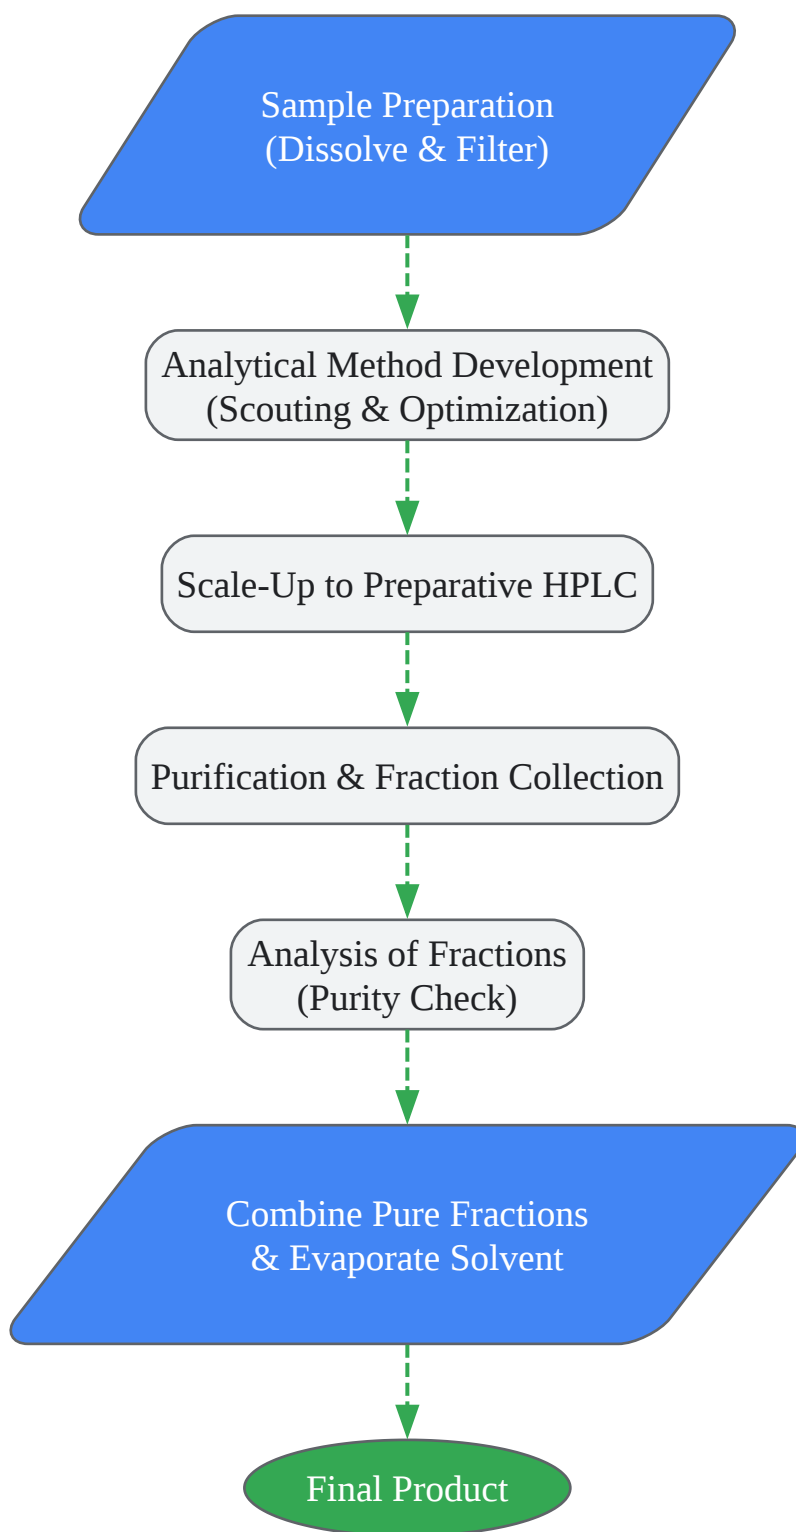 Sample Preparation
(Dissolve & Filter)
Analytical Method Development
(Scouting & Optimization)
Scale-Up to Preparative HPLC
Purification & Fraction Collection
Analysis of Fractions
(Purity Check)
Combine Pure Fractions
& Evaporate Solvent
Final Product